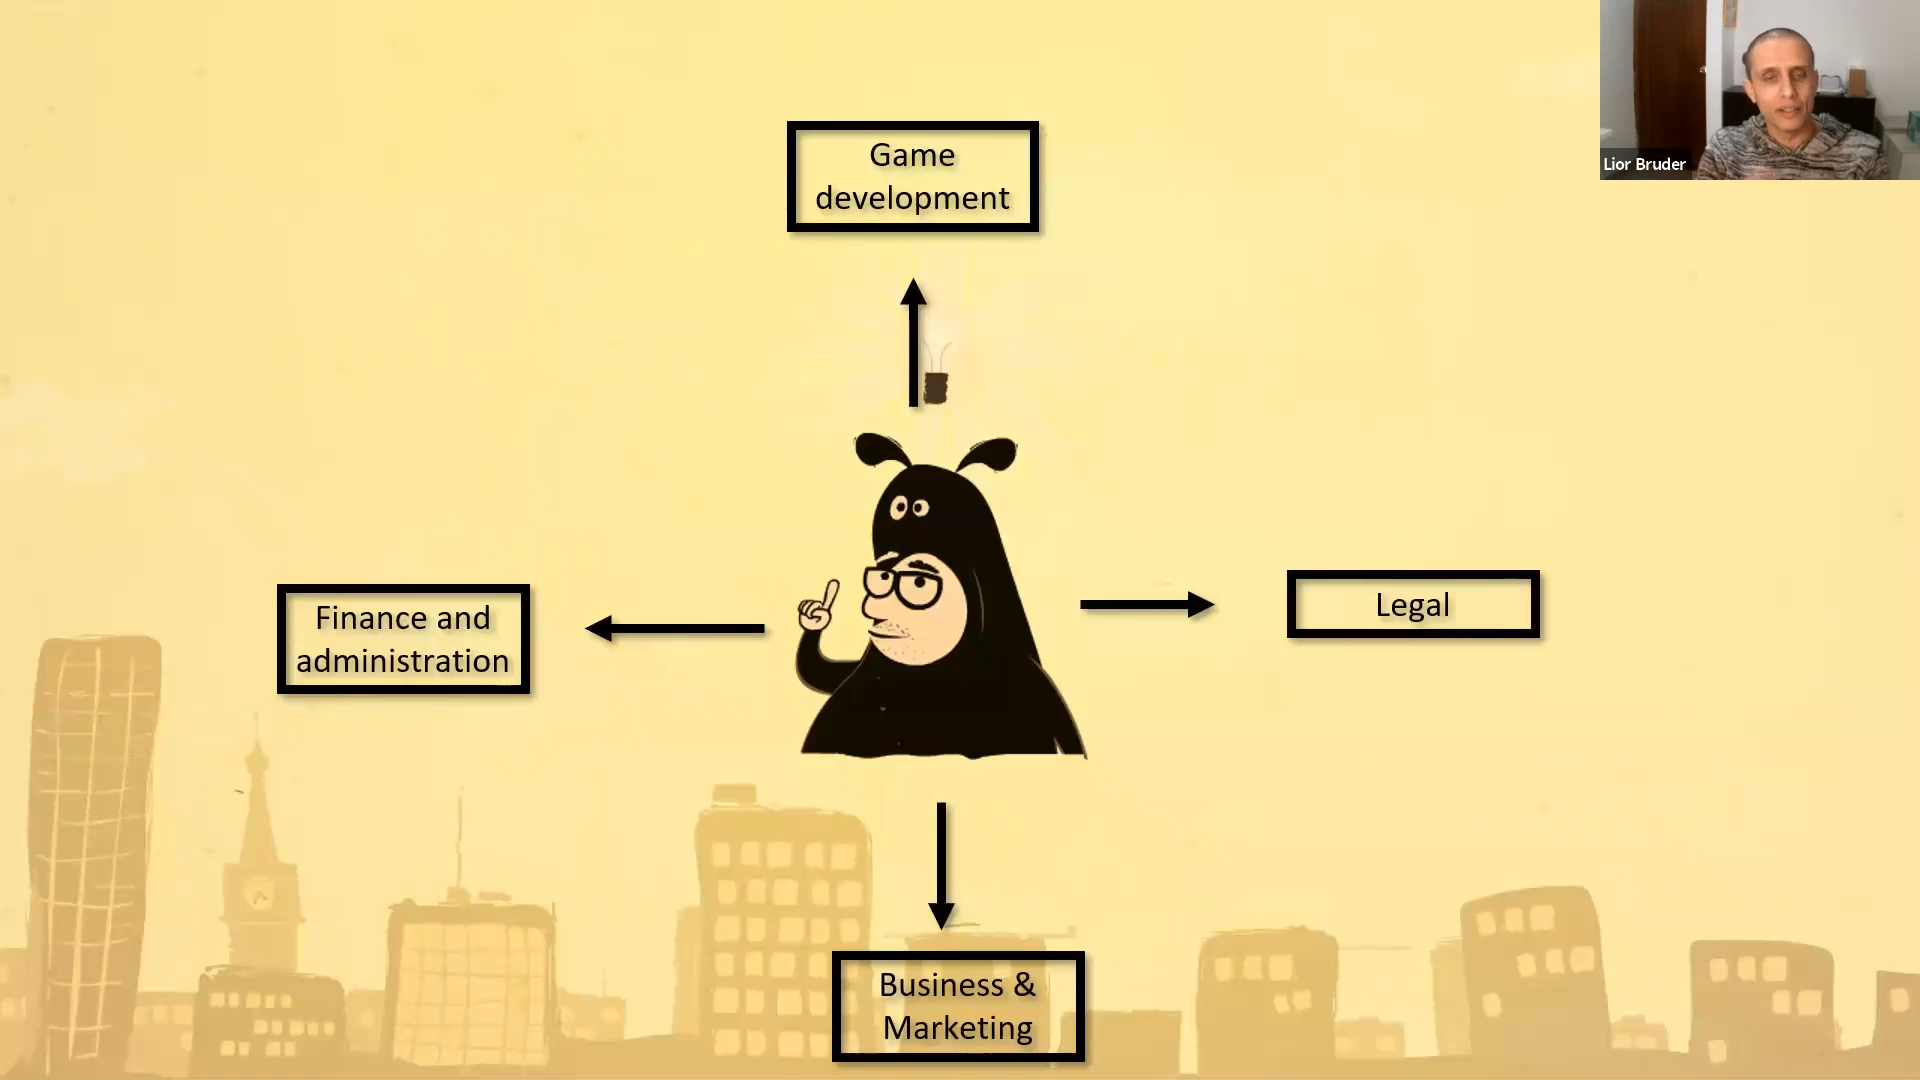 Lior Bruder
Game
development
Finance and
administration
Legal
Business &
Marketing